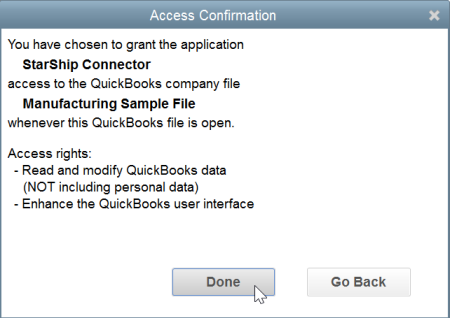 Access Confirmation
You have chosen to grant the application
StarShip Connector
access to the QuickBooks company file
Manufacturing Sample File
whenever this QuickBooks file is open.
Access rights:
- Read and modify QuickBooks data
(NOT including personal data)
- Enhance the QuickBooks user interface
Done
Go Back